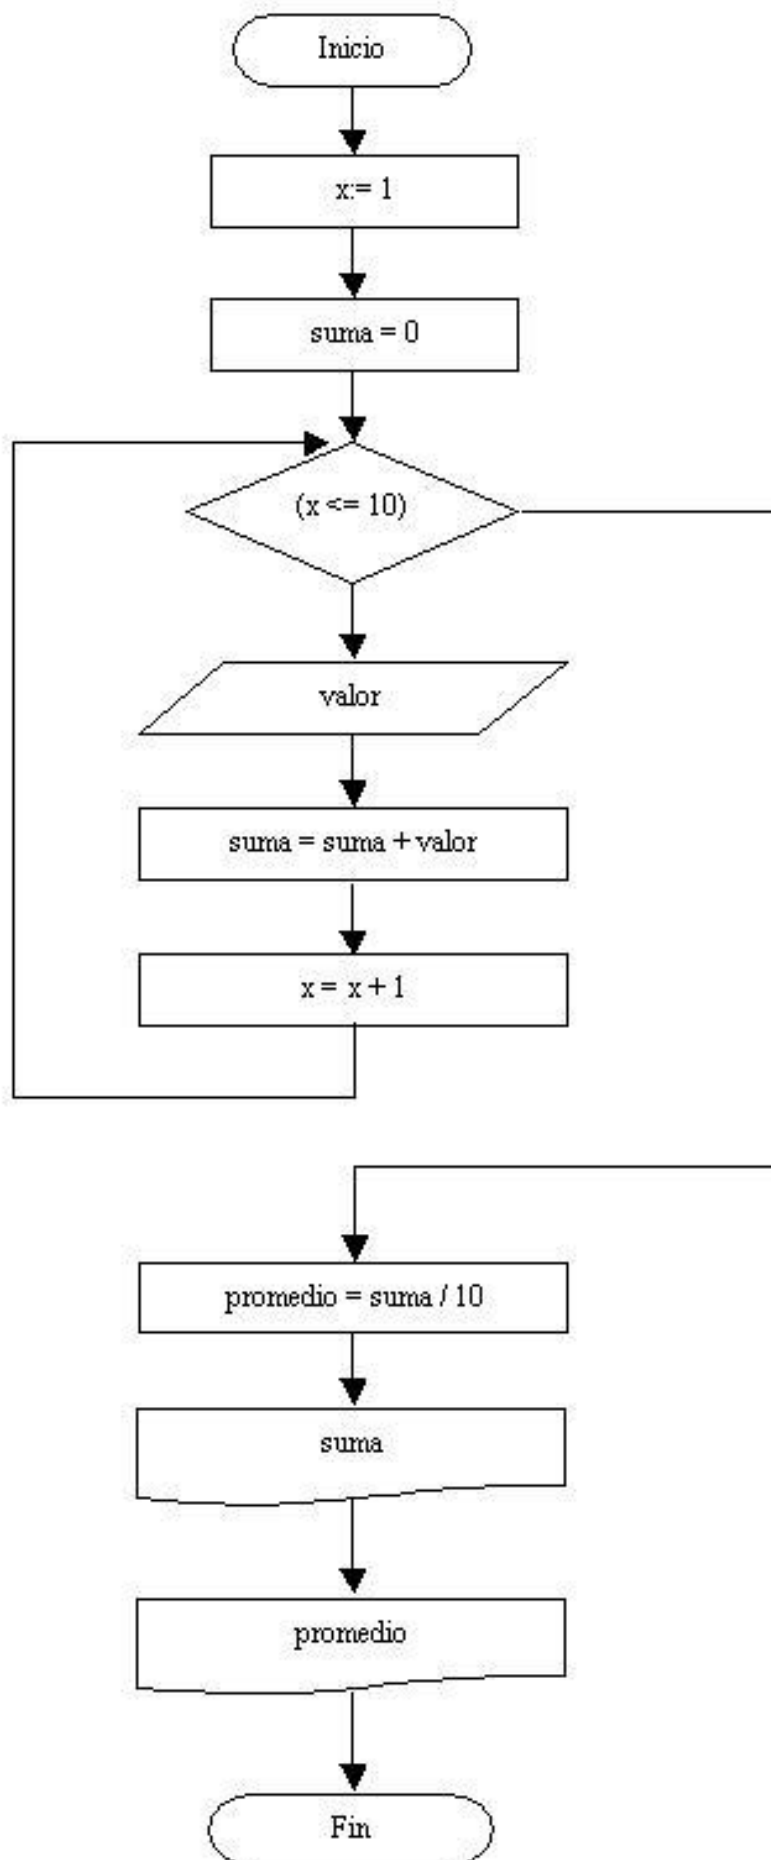 Inicio
x:= 1
suma = 0
(x <= 10)
valor
suma = suma + valor
x = x + 1
promedio = suma / 10
suma
promedio
Fin